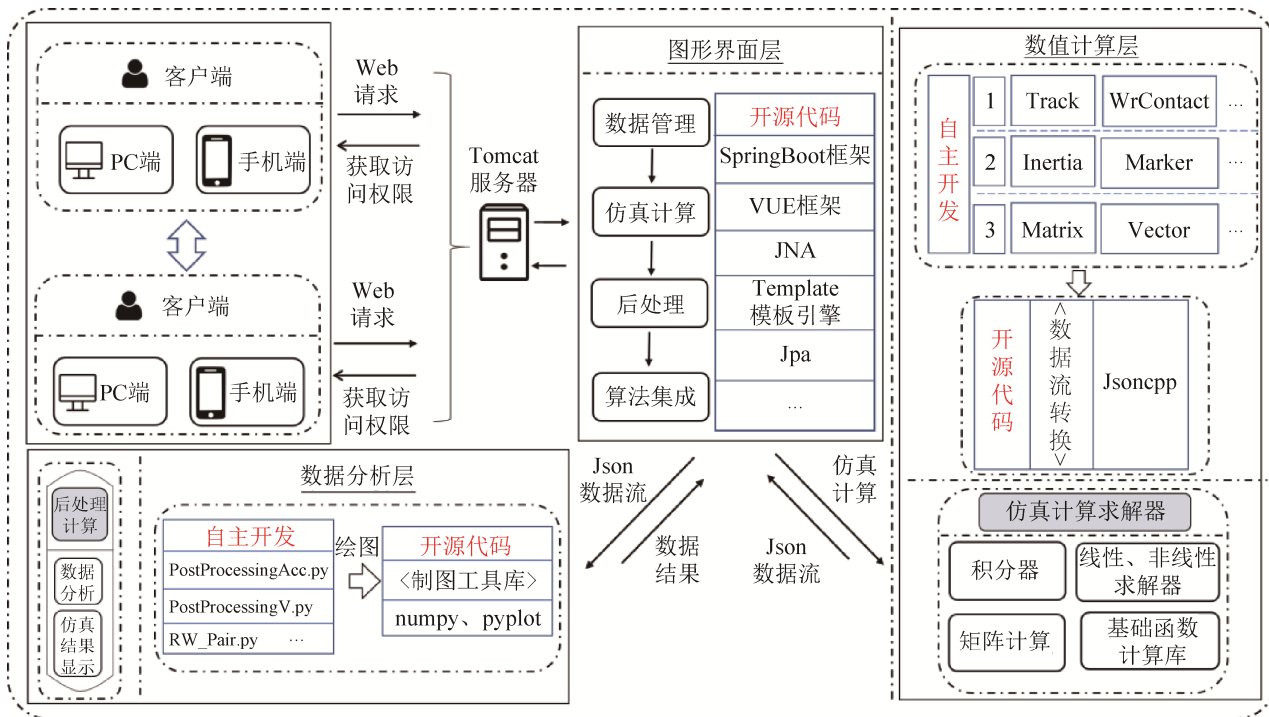 客户端
PC端
手机端
客户端
PC端
手机端
Web
请求
获取访
问权限
Web
请求
获取访
问权限
Tomcat
服务器
图形界面层
数据管理
仿真计算
后处理
算法集成
开源代码
SpringBoot框架
VUE框架
JNA
Template
模板引擎
Jpa
…
数值计算层
自主开发
1
Track
WrContact
…
2
Inertia
Marker
…
3
Matrix
Vector
…
开源代码
<数据流转换>
Jsoncpp
仿真计算求解器
积分器
线性、非线性
求解器
矩阵计算
基础函数
计算库
Json
数据流
数据
结果
仿真
计算
Json
数据流
数据分析层
后处理
计算
数据
分析
仿真
结果
显示
自主开发
PostProcessingAcc.py
PostProcessingV.py
RW_Pair.py …
绘图
开源代码
<制图工具库>
numpy、pyplot